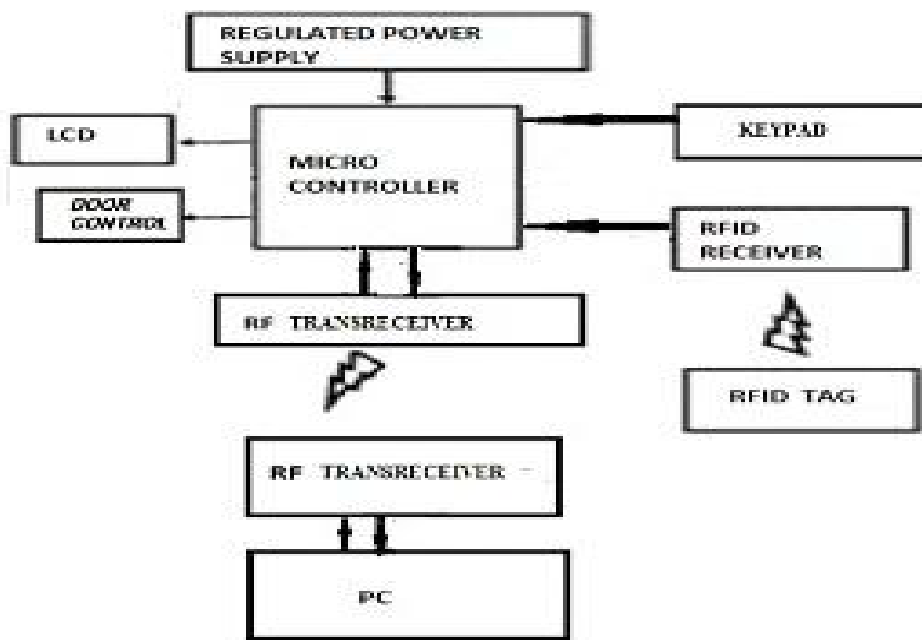 REGULATED POWER
SUPPLY
LCD
MICRO
CONTROLLER
KEYPAD
DOOR
CONTROL
RFID
RECEIVER
RF TRANSRECEIVER
RFID TAG
RF TRANSRECEIVER
PC